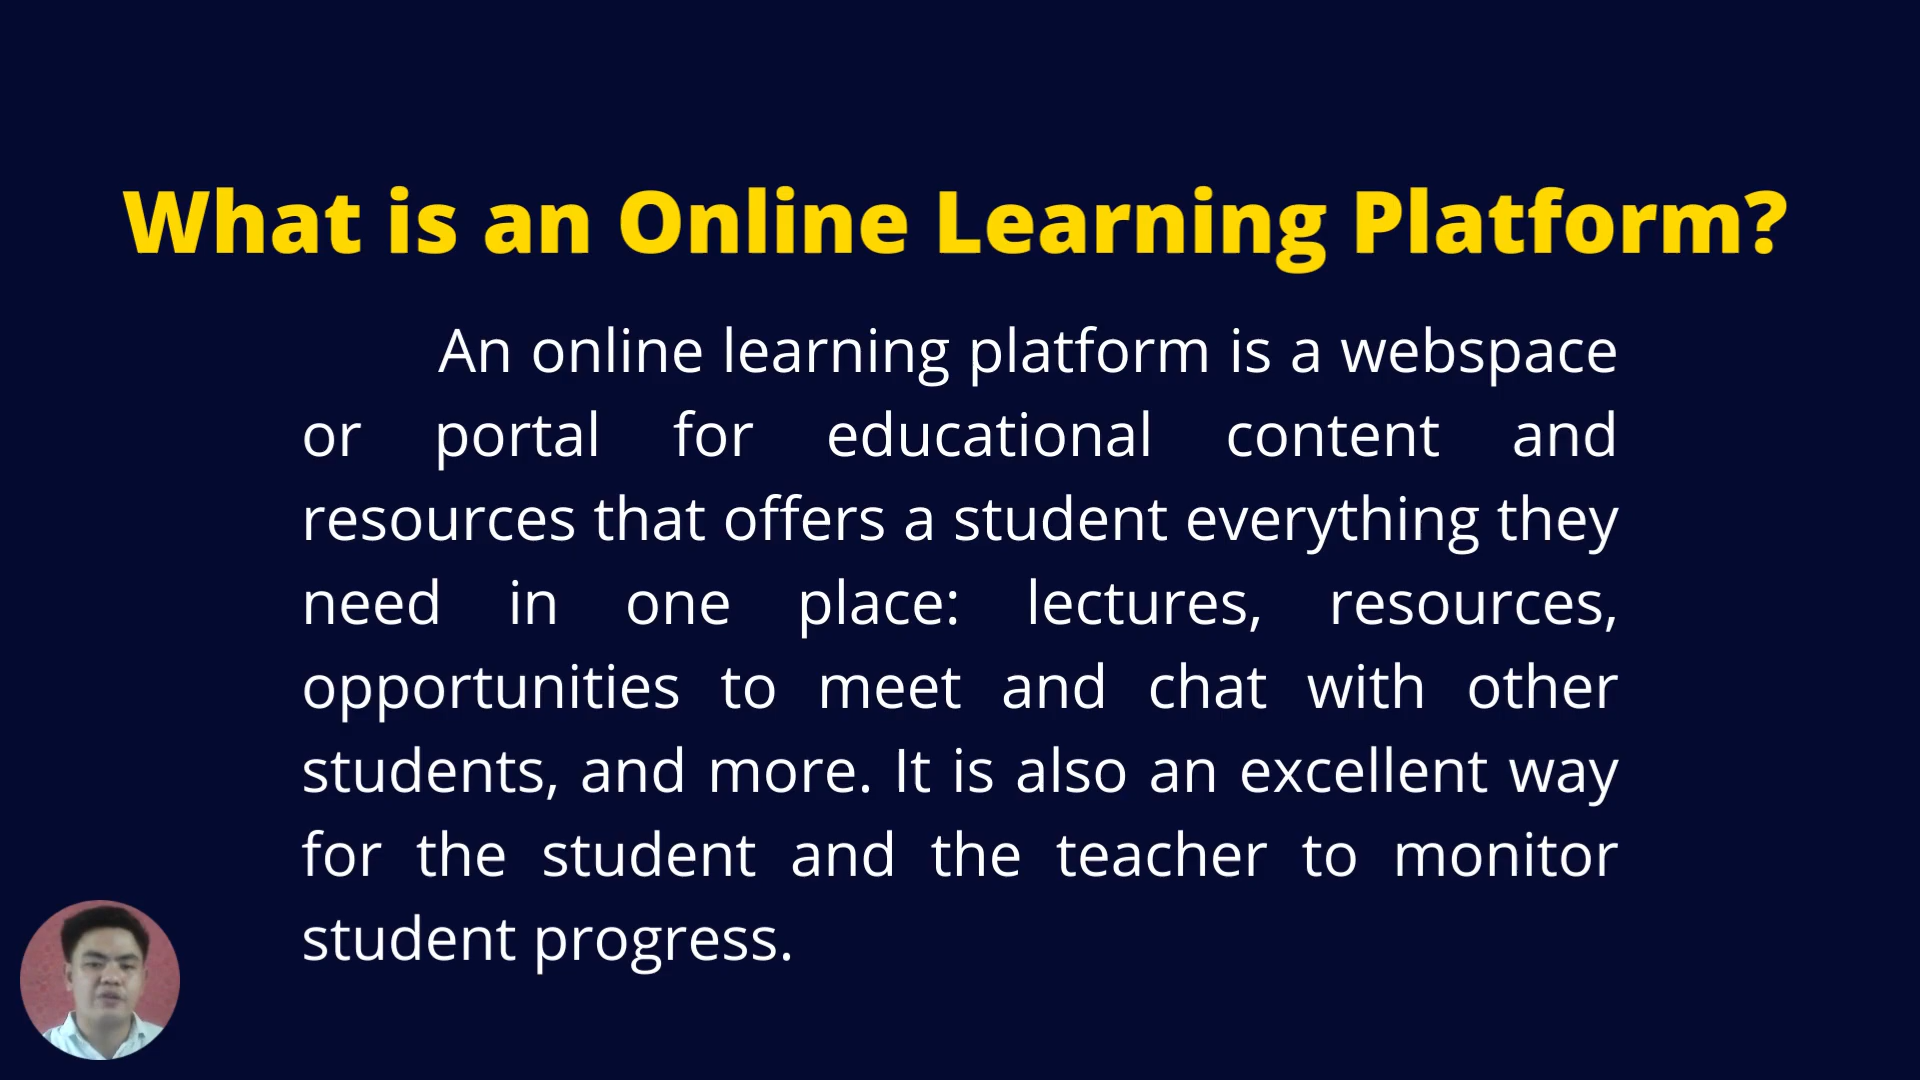 What is an Online Learning Platform?
An online learning platform is a webspace
or portal for educational content and
resources that offers a student everything they
need in one place: lectures, resources,
opportunities to meet and chat with other
students, and more. It is also an excellent way
for the student and the teacher to monitor
student progress.